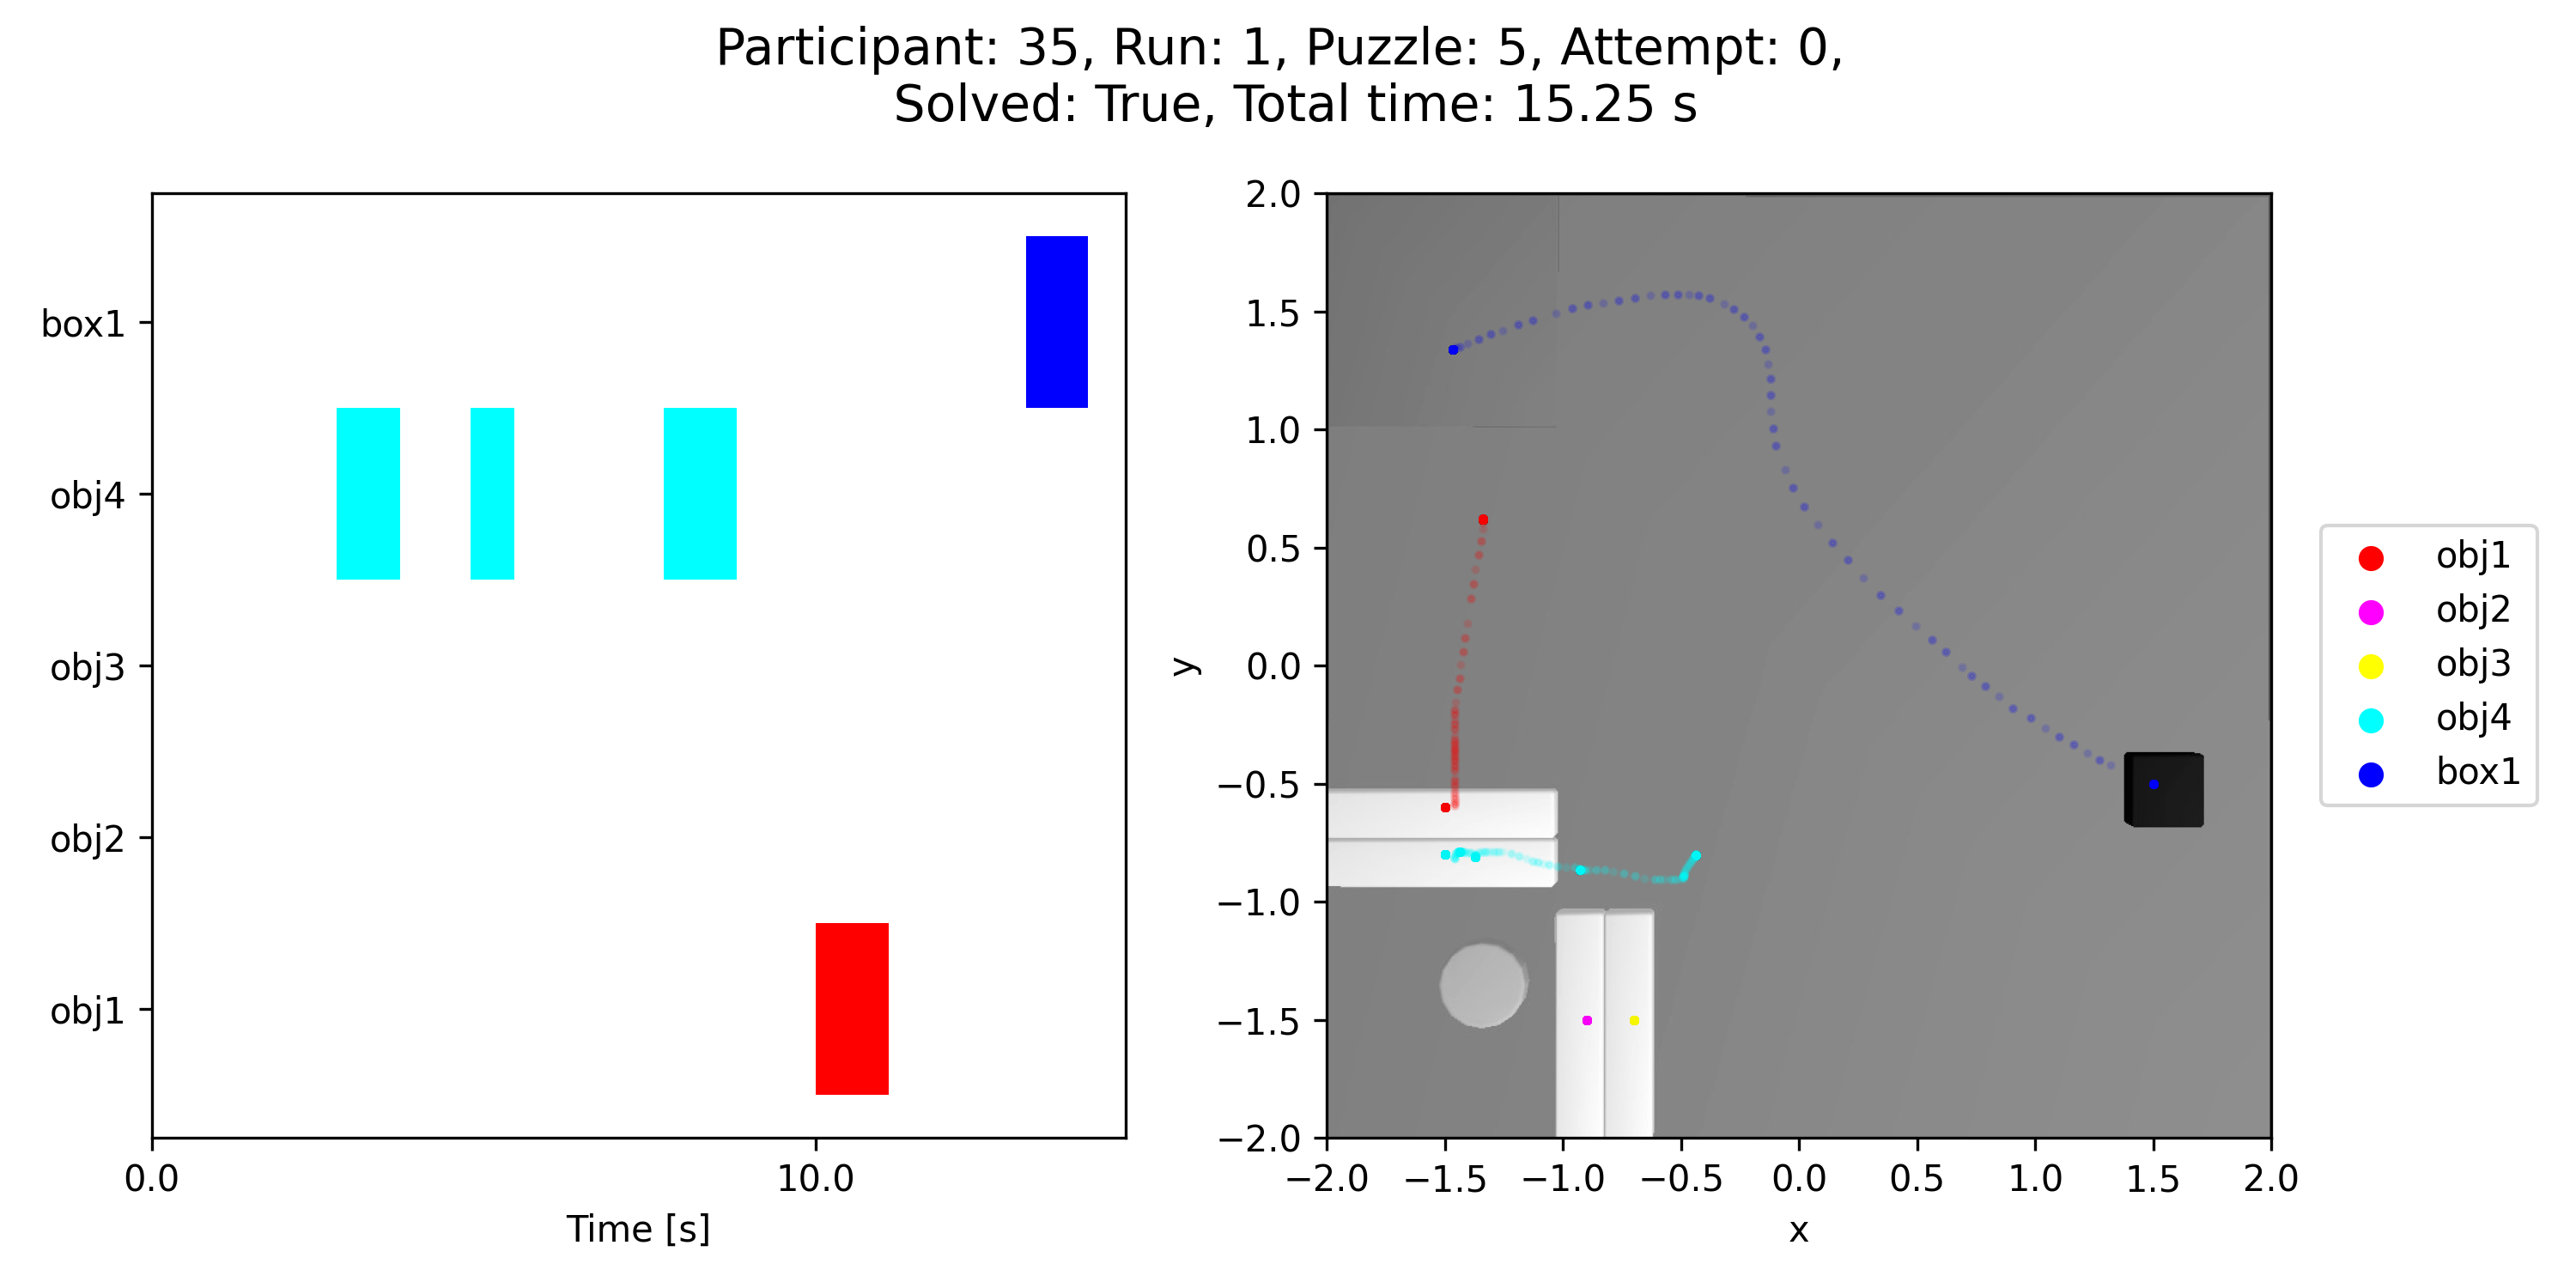 Participant: 35, Run: 1, Puzzle: 5, Attempt: 0,
Solved: True, Total time: 15.25 s
box1
obj4
obj3
obj2
obj1
0.0
10.0
Time [s]
2.0
1.5
1.0
0.5
0.0
−0.5
−1.0
−1.5
−2.0
y
−2.0
−1.5
−1.0
−0.5
0.0
0.5
1.0
1.5
2.0
x
obj1
obj2
obj3
obj4
box1